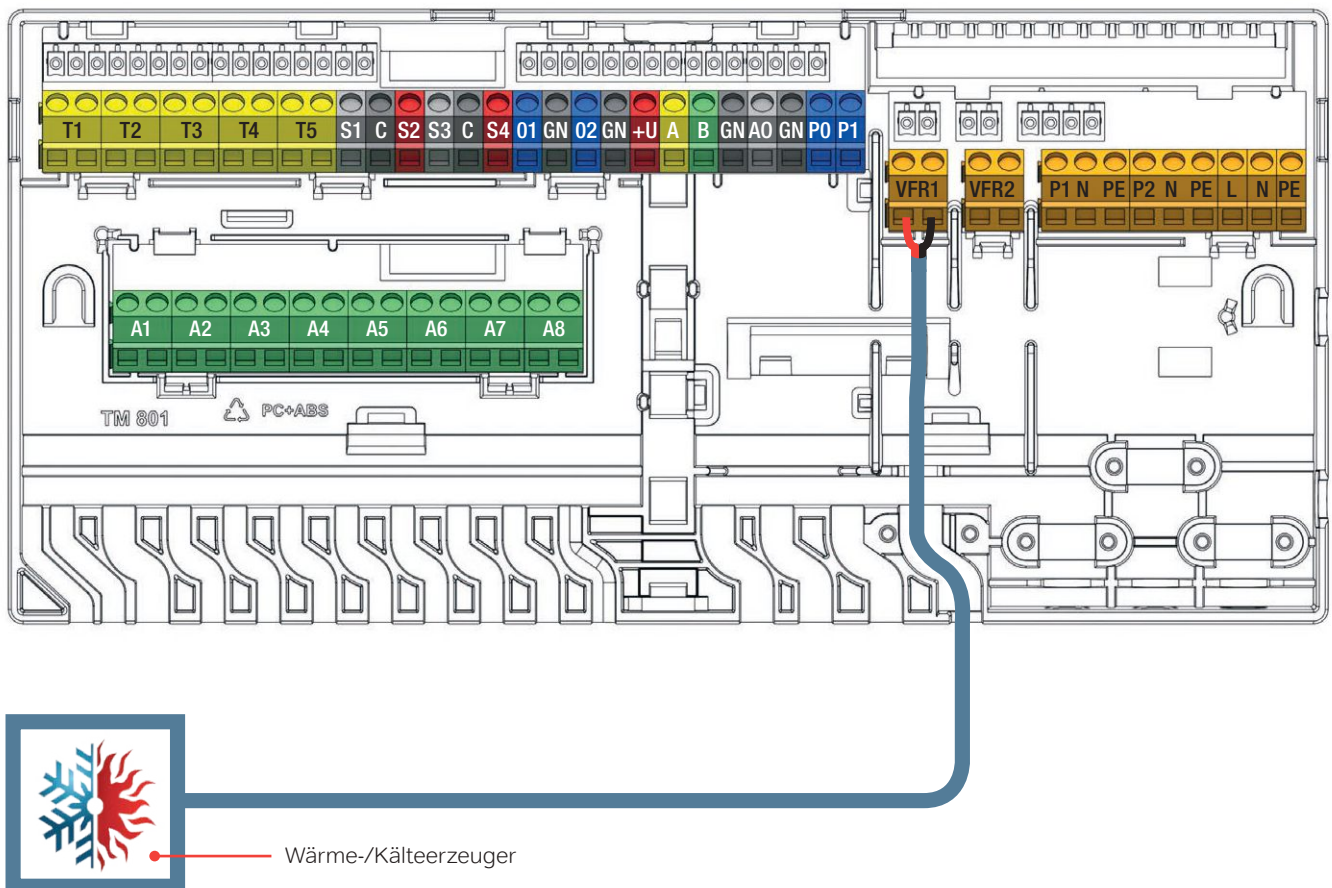 T1 T2 T3 T4 T5 S1 C S2 S3 C S4 01 GN 02 GN +U A B GN AO GN P0 P1
VFR1 VFR2 P1 N PE P2 N PE L N PE
A1 A2 A3 A4 A5 A6 A7 A8
TM 801 PC+ABS
Wärme-/Kälteerzeuger